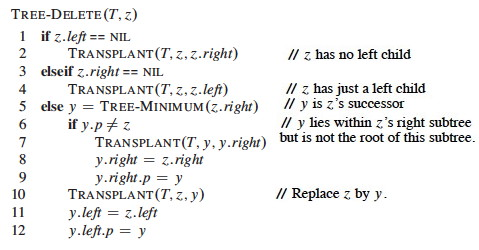 TREE-DELETE(T, z)
1 if z.left == NIL
2 TRANSPLANT(T, z, z.right) // z has no left child
3 elseif z.right == NIL
4 TRANSPLANT(T, z, z.left) // z has just a left child
5 else y = TREE-MINIMUM(z.right) // y is z's successor
6 if y.p ≠ z // y lies within z's right subtree
7 TRANSPLANT(T, y, y.right) but is not the root of this subtree.
8 y.right = z.right
9 y.right.p = y
10 TRANSPLANT(T, z, y) // Replace z by y.
11 y.left = z.left
12 y.left.p = y